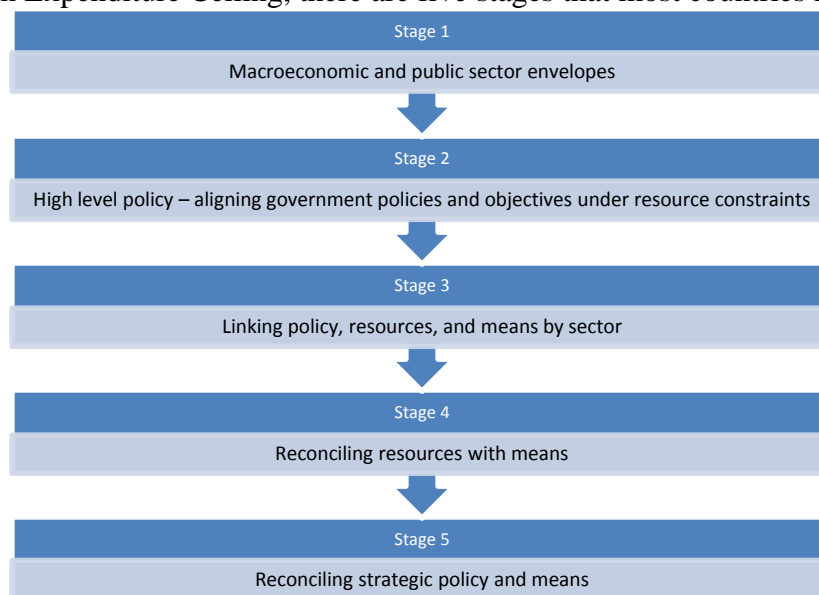 Expenditure Ceiling, there are five stages that most countries
Stage 1
Macroeconomic and public sector envelopes
Stage 2
High level policy – aligning government policies and objectives under resource constraints
Stage 3
Linking policy, resources, and means by sector
Stage 4
Reconciling resources with means
Stage 5
Reconciling strategic policy and means